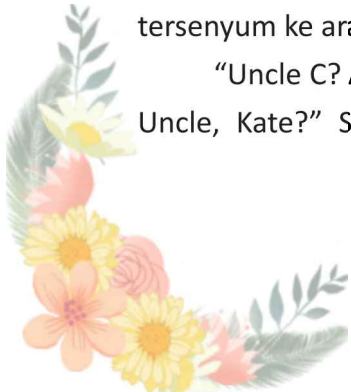 tersenyum ke ara
“Uncle C? A
Uncle, Kate?” S